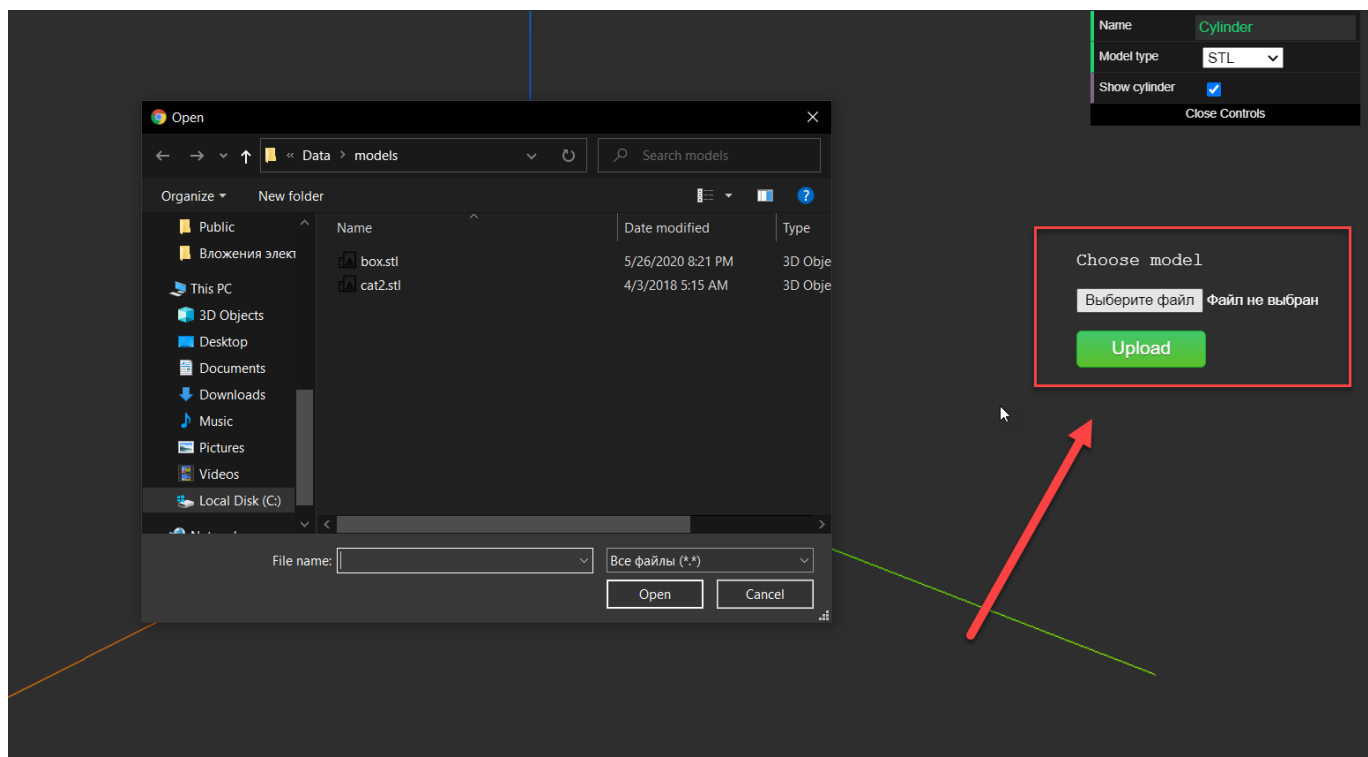 Name Cylinder
Model type STL
Show cylinder
Close Controls
Open
« Data > models
Search models
Organize New folder
?
Name Date modified Type
Public
Вложения элект
This PC
3D Objects
Desktop
Documents
Downloads
Music
Pictures
Videos
Local Disk (C:)
box.stl 5/26/2020 8:21 PM 3D Obje
cat2.stl 4/3/2018 5:15 AM 3D Obje
File name: Все файлы (*.*)
Open Cancel
Choose model
Выберите файл Файл не выбран
Upload